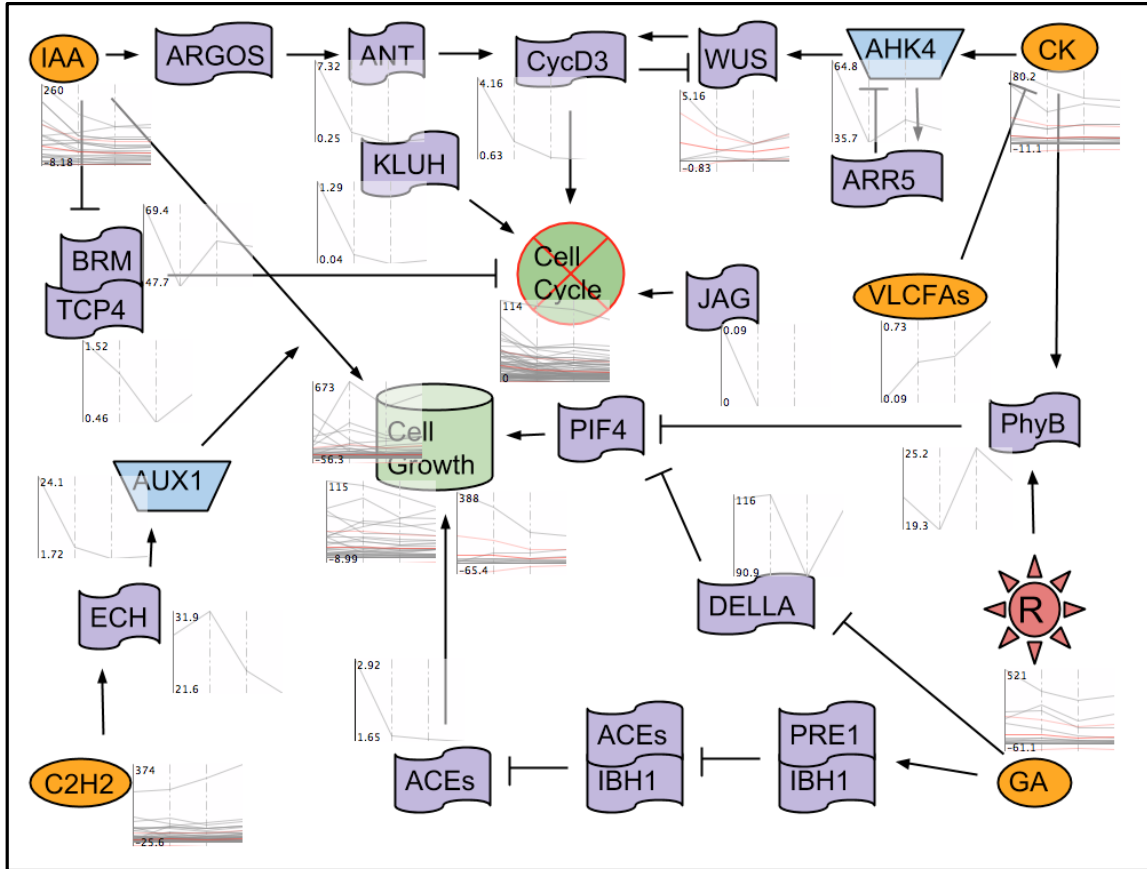 IAA
ARGOS
ANT
CycD3
WUS
AHK4
CK
260
-8.18
7.32
0.25
4.16
0.63
5.16
-0.83
64.8
35.7
80.2
-11.1
KLUH
ARR5
1.29
0.04
BRM
TCP4
69.4
47.7
Cell
Cycle
JAG
VLCFAs
114
0
0.09
0
0.73
0.09
1.52
0.46
673
-56.3
Cell
Growth
PIF4
PhyB
AUX1
24.1
1.72
115
-8.99
388
-65.4
116
90.9
25.2
19.3
ECH
31.9
21.6
DELLA
R
2.92
1.65
521
-61.1
C2H2
374
-25.6
ACEs
ACEs
IBH1
PRE1
IBH1
GA